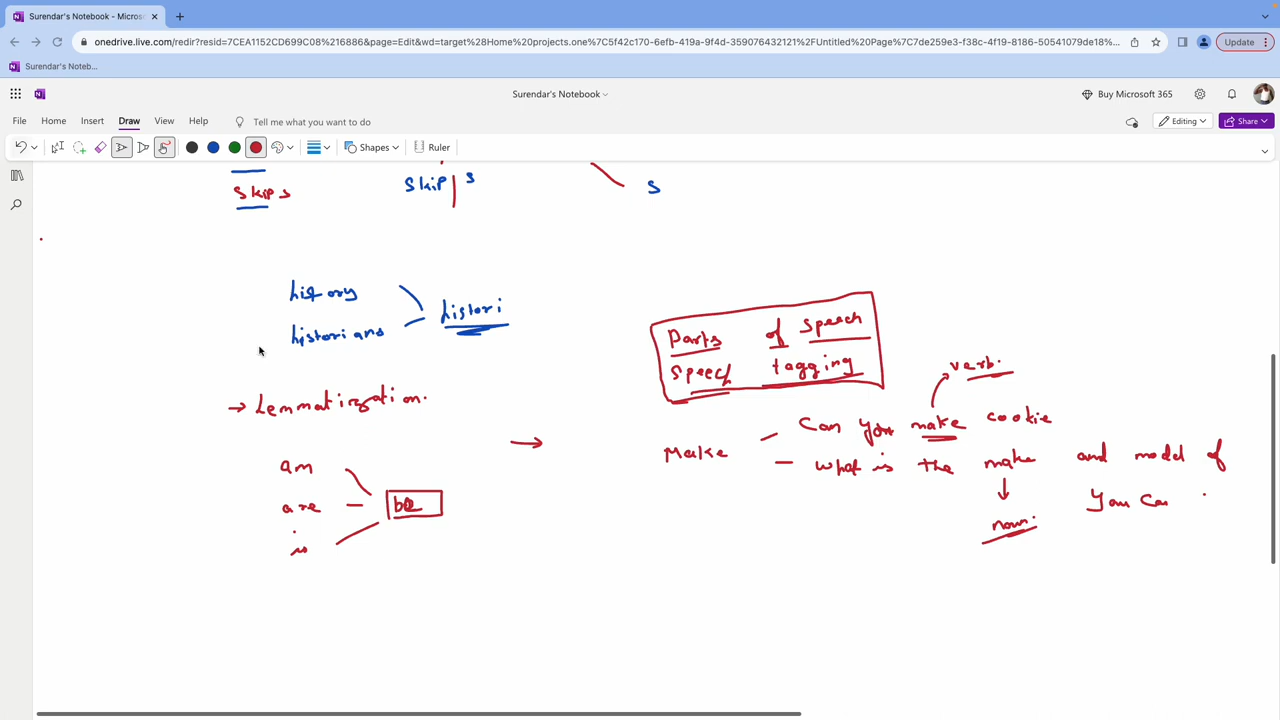 Surendar's Notebook - Micros
onedrive.live.com/redir?resid=7CEA1152CD699C08%216886&page=Edit&wd=target%28Home%20projects.one%7C5f42c170-6efb-419a-9f4d-359076432121%2FUntitled%20Page%7C7de259e3-f38c-4f19-8186-50541079de18%...
Update
Surendar's Noteb...
Surendar's Notebook
Buy Microsoft 365
File Home Insert Draw View Help Tell me what you want to do
Editing
Share
Shapes
Ruler
Skips
skip s
s
history
historians
histori
Parts of speech
speech tagging
verb.
→ Lemmatization.
Make
Can you make cookie
what is the make and model of
you Car
noun.
am
are
is
be